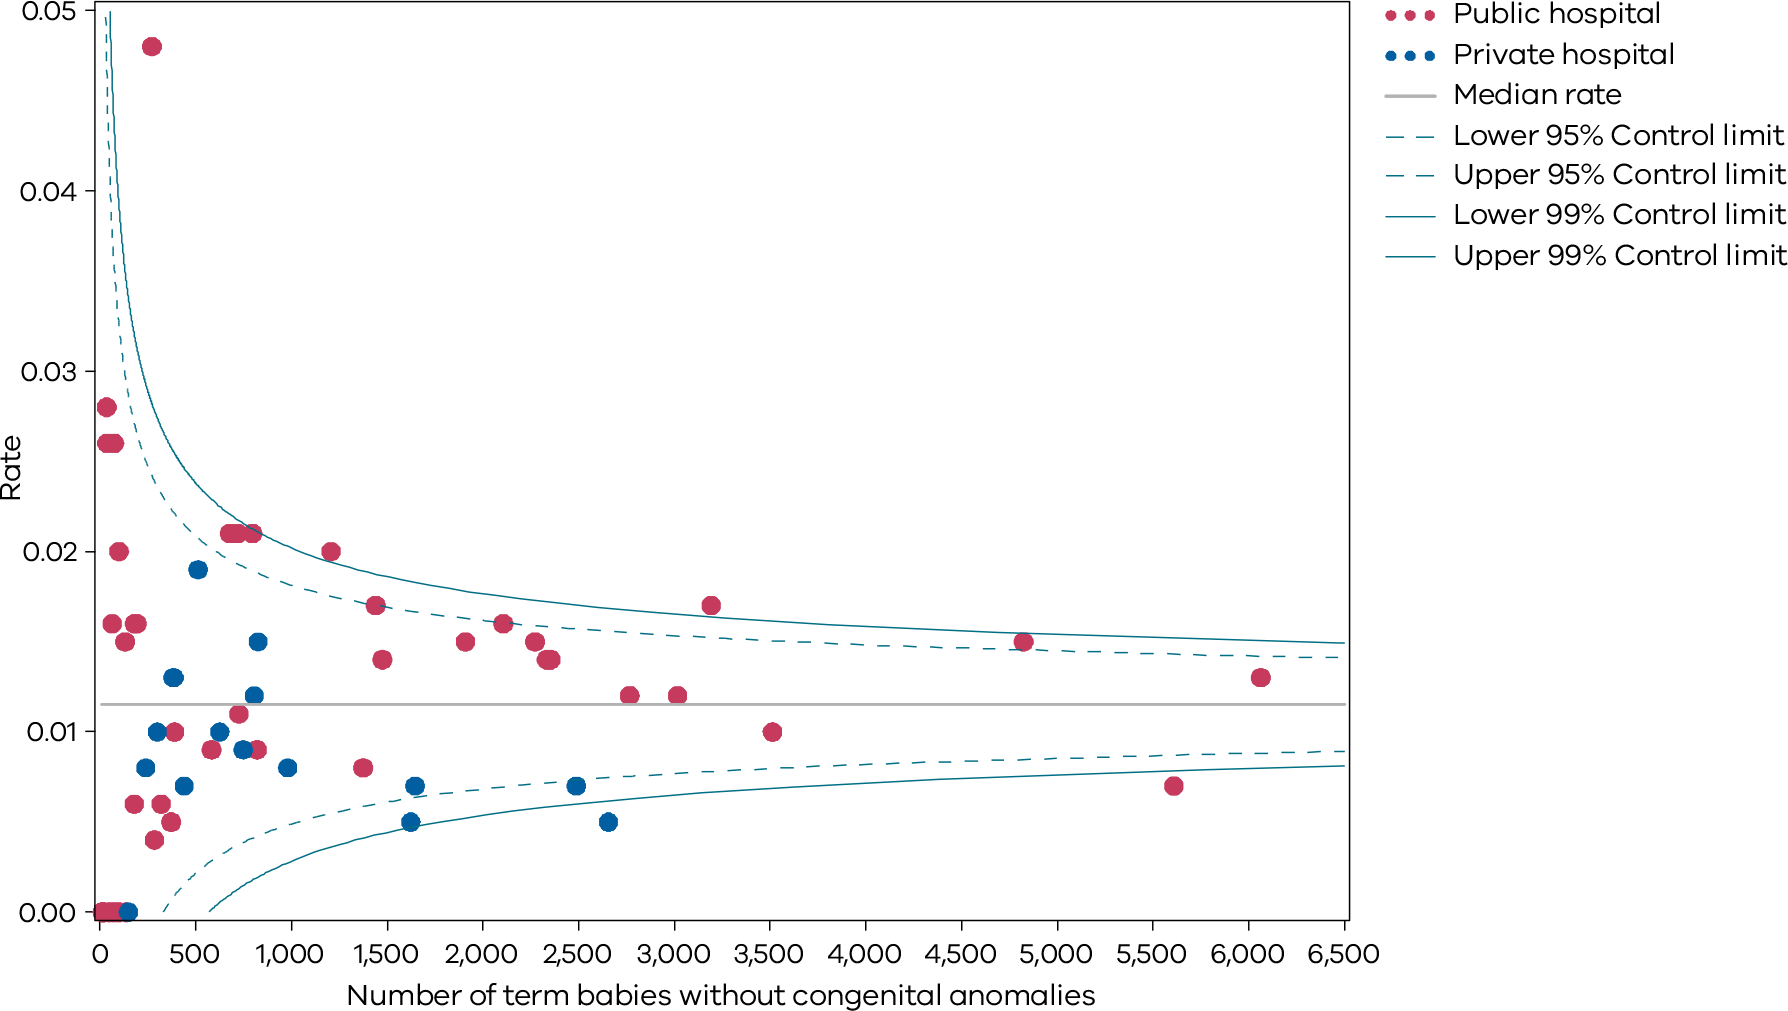 0.05
0.04
0.03
0.02
0.01
0.00
Rate
0 500 1,000 1,500 2,000 2,500 3,000 3,500 4,000 4,500 5,000 5,500 6,000 6,500
Number of term babies without congenital anomalies
Public hospital
Private hospital
Median rate
Lower 95% Control limit
Upper 95% Control limit
Lower 99% Control limit
Upper 99% Control limit